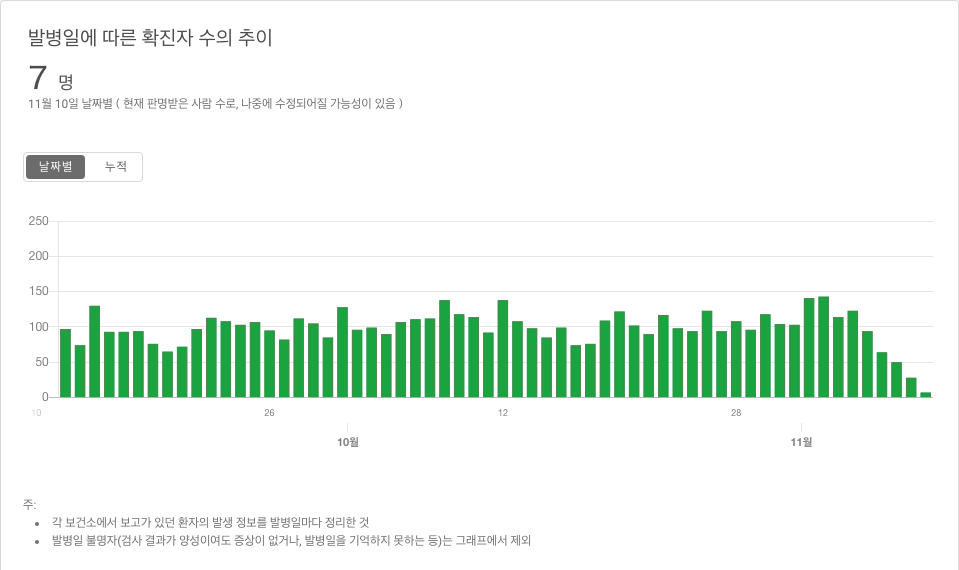 발병일에 따른 확진자 수의 추이
7 명
11월 10일 날짜별 ( 현재 판명받은 사람 수로, 나중에 수정되어질 가능성이 있음 )
날짜별 누적
250
200
150
100
50
0
10 26 12 28
10월 11월
주:
• 각 보건소에서 보고가 있던 환자의 발생 정보를 발병일마다 정리한 것
• 발병일 불명자(검사 결과가 양성이여도 증상이 없거나, 발병일을 기억하지 못하는 등)는 그래프에서 제외